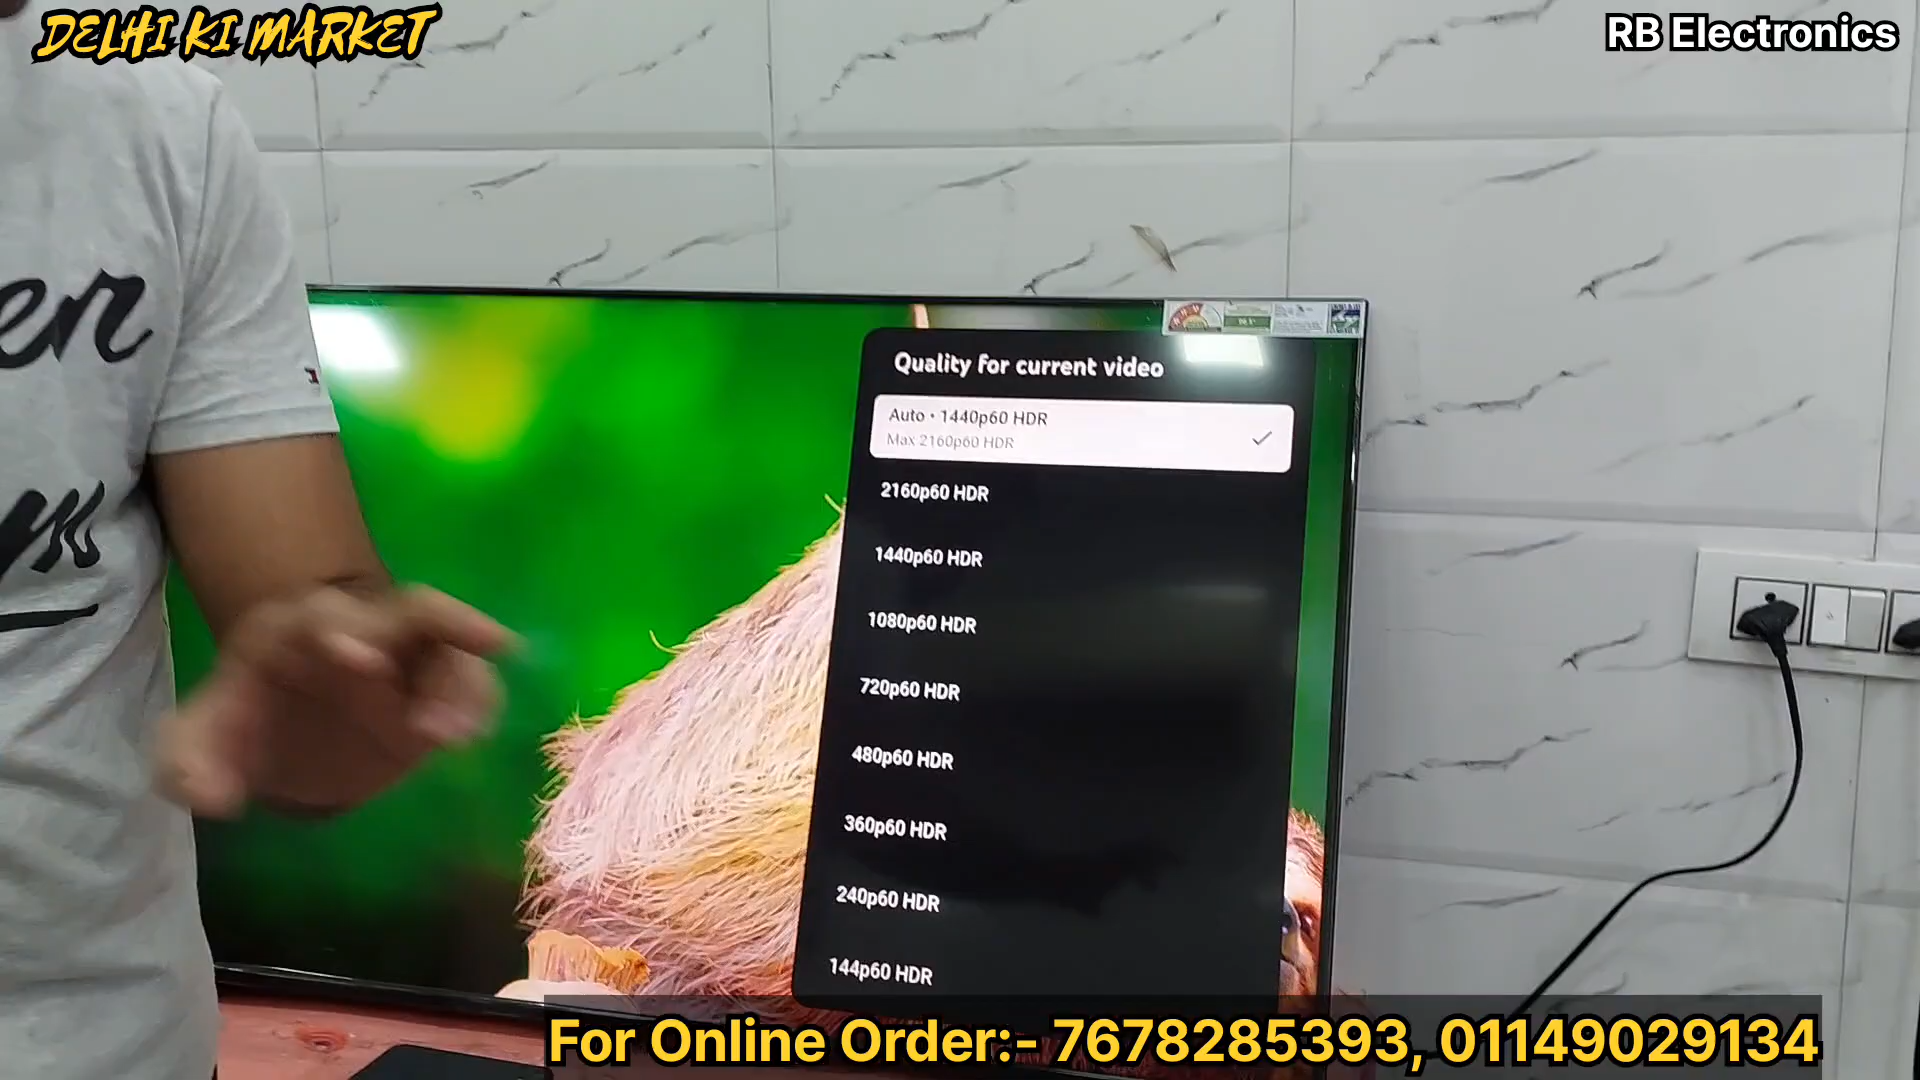 DELHI KI MARKET
RB Electronics
er
Quality for current video
Auto • 1440p60 HDR
Max 2160p60 HDR
2160p60 HDR
1440p60 HDR
1080p60 HDR
720p60 HDR
480p60 HDR
360p60 HDR
240p60 HDR
144p60 HDR
For Online Order:- 7678285393, 01149029134